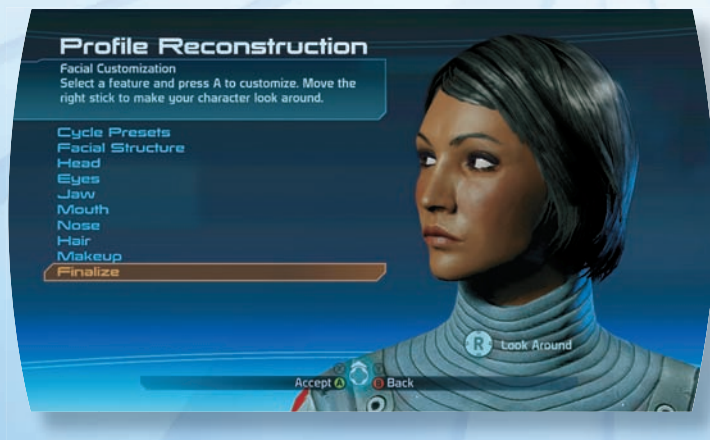 Profile Reconstruction
Facial Customization
Select a feature and press A to customize. Move the
right stick to make your character look around.
Cycle Presets
Facial Structure
Head
Eyes
Jaw
Mouth
Nose
Hair
Makeup
Finalize
R Look Around
Accept A B Back